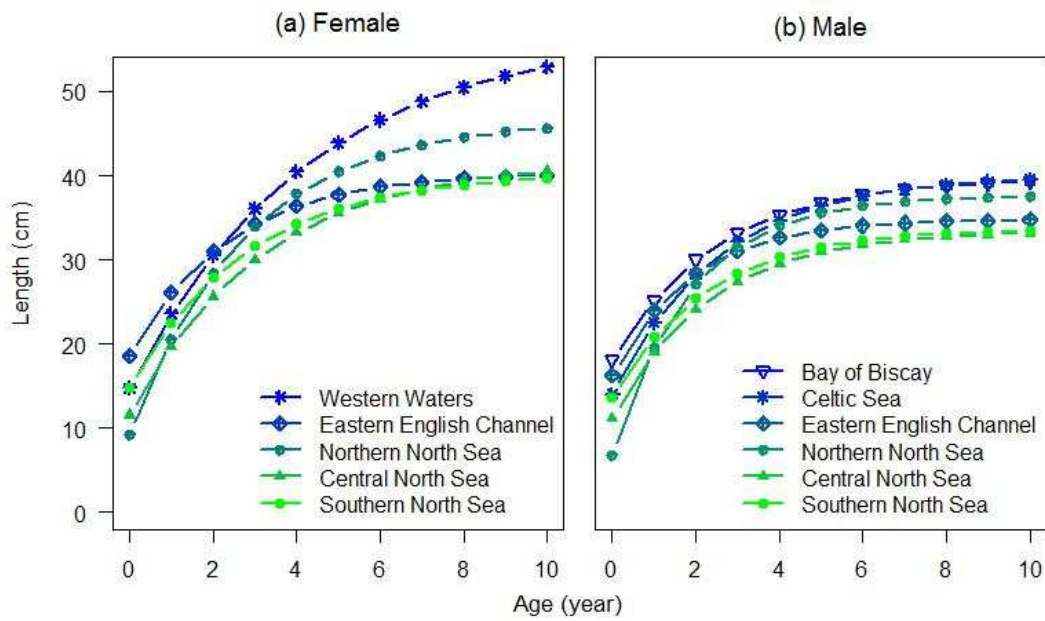 (a) Female
(b) Male
Length (cm)
50
40
30
20
10
0
Western Waters
Eastern English Channel
Northern North Sea
Central North Sea
Southern North Sea
Bay of Biscay
Celtic Sea
Eastern English Channel
Northern North Sea
Central North Sea
Southern North Sea
0 2 4 6 8 10
0 2 4 6 8 10
Age (year)